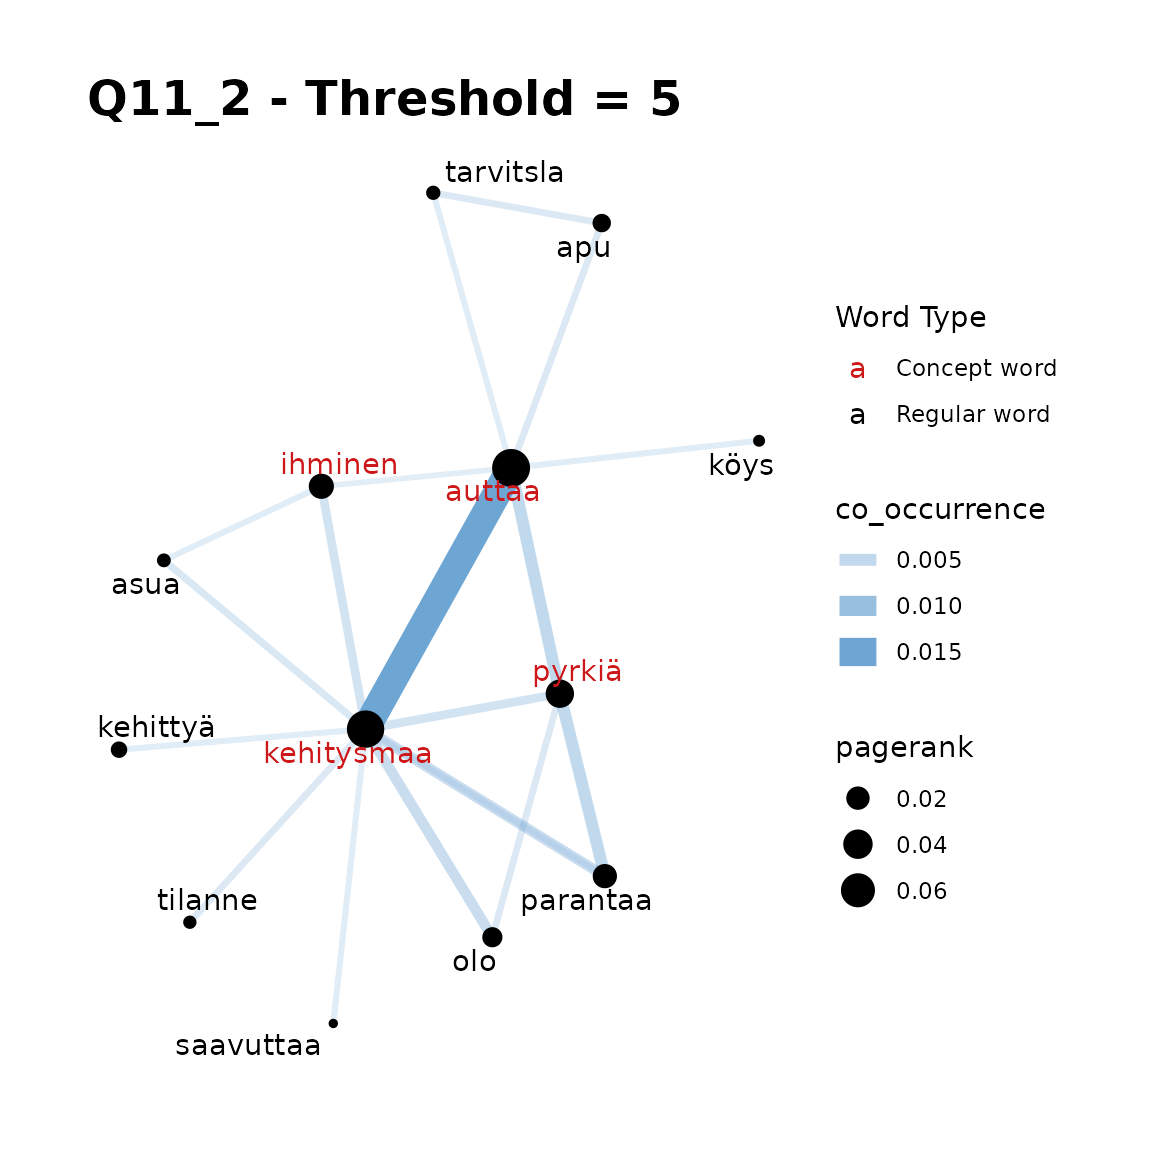 Q11_2 - Threshold = 5
tarvitsla
apu
ihminen
auttaa
köys
asua
pyrkiä
kehittyä
kehitysmaa
tilanne
parantaa
olo
saavuttaa
Word Type
a Concept word
a Regular word
co_occurrence
0.005
0.010
0.015
pagerank
0.02
0.04
0.06